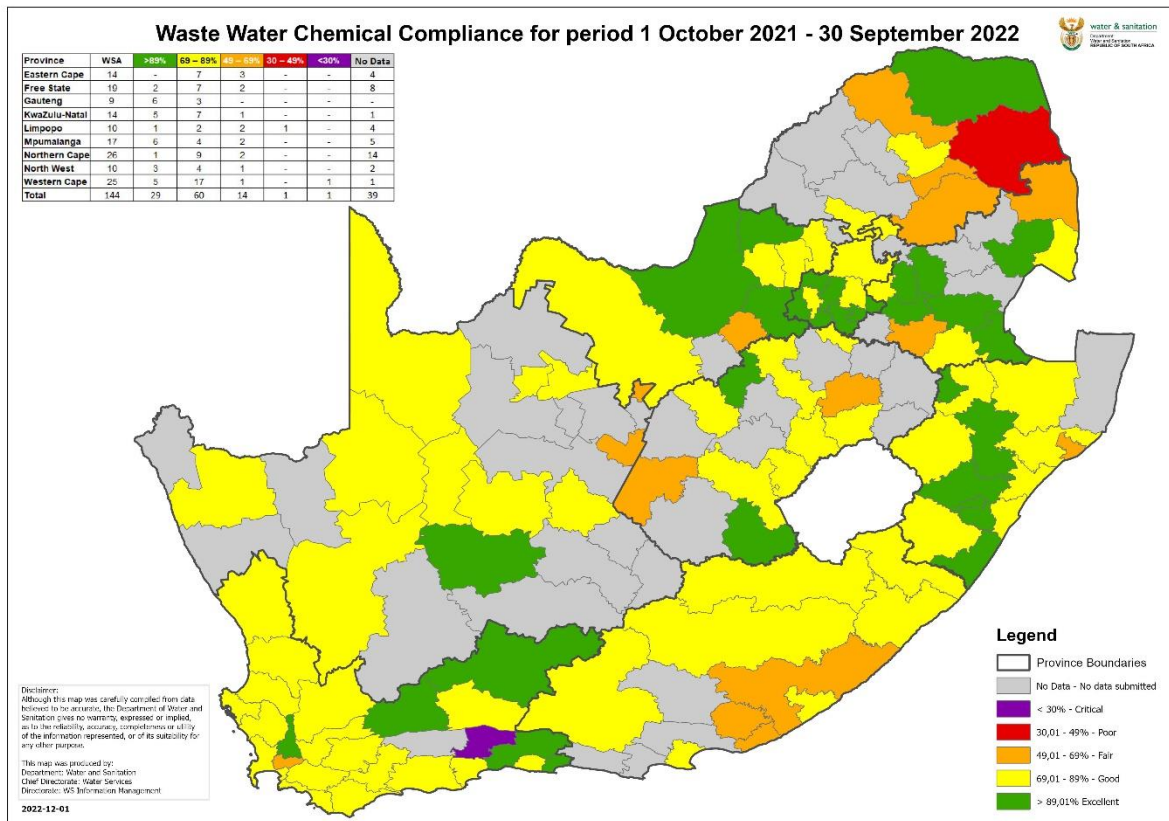 Waste Water Chemical Compliance for period 1 October 2021 - 30 September 2022
water & sanitation
Department:
Water and Sanitation
REPUBLIC OF SOUTH AFRICA
Province WSA >89% 69 – 89% 49 – 69% 30 – 49% <30% No Data
Eastern Cape 14 - 7 3 - - 4
Free State 19 2 7 2 - - 8
Gauteng 9 6 3 - - - -
KwaZulu-Natal 14 5 7 1 - - 1
Limpopo 10 1 2 2 1 - 4
Mpumalanga 17 6 4 2 - - 5
Northern Cape 26 1 9 2 - - 14
North West 10 3 4 1 - - 2
Western Cape 25 5 17 1 - 1 1
Total 144 29 60 14 1 1 39
Legend
Province Boundaries
No Data - No data submitted
< 30% - Critical
30,01 - 49% - Poor
49,01 - 69% - Fair
69,01 - 89% - Good
> 89,01% Excellent
Disclaimer:
Although this map was carefully compiled from data
believed to be accurate, the Department of Water and
Sanitation gives no warranty, expressed or implied,
as to the reliability, accuracy, completeness or utility
of the information represented, or of its suitability for
any other purpose.
This map was produced by:
Department: Water and Sanitation
Chief Directorate: Water Services
Directorate: WS Information Management
2022-12-01